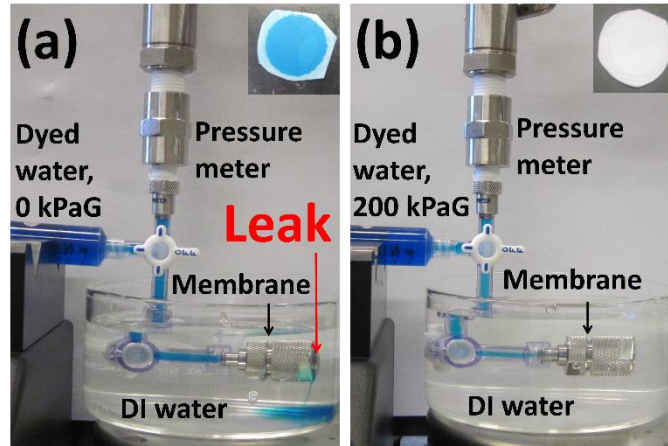 (a)
Dyed
water,
0 kPaG
Pressure
meter
Leak
Membrane
DI water
(b)
Dyed
water,
200 kPaG
Pressure
meter
Membrane
DI water